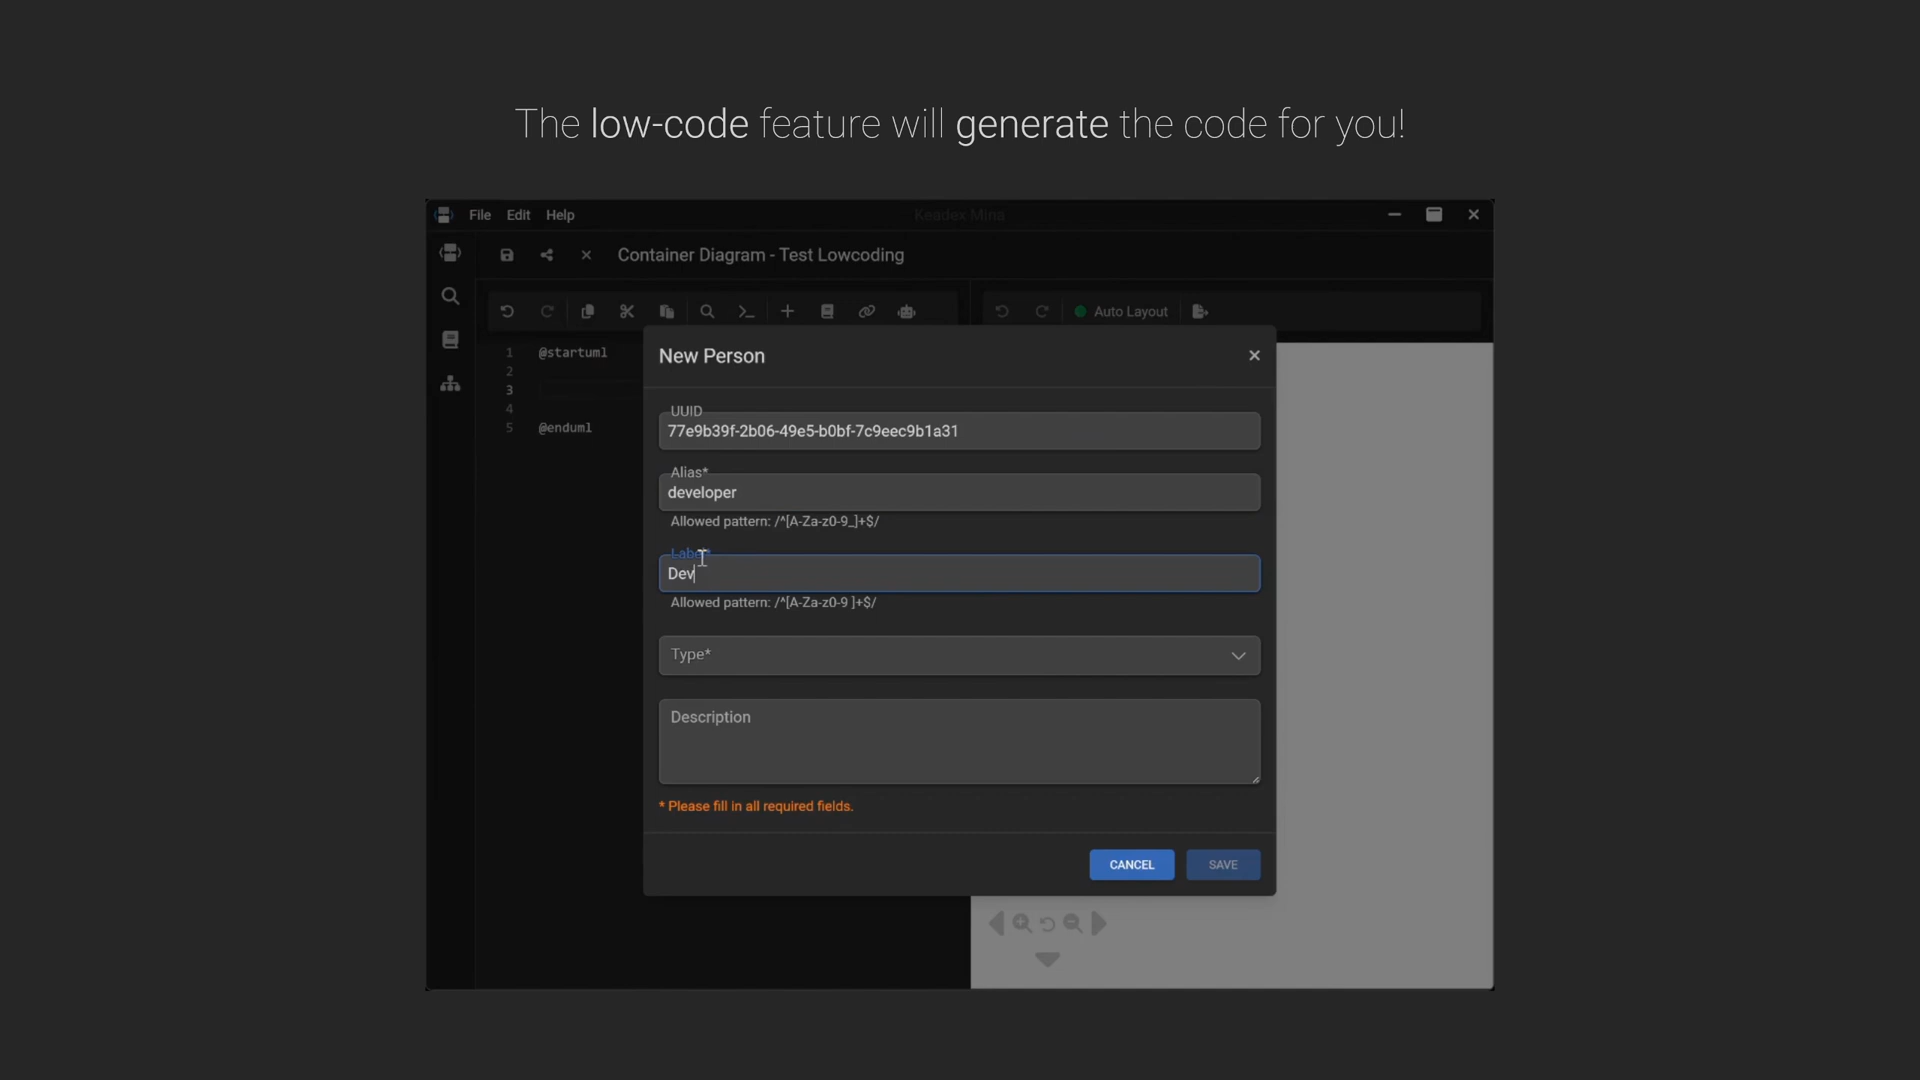 The low-code feature will generate the code for you!
File Edit Help
Keadex Mina
Container Diagram - Test Lowcoding
Auto Layout
1 @startuml
2
3
4
5 @enduml
New Person
UUID
77e9b39f-2b06-49e5-b0bf-7c9eec9b1a31
Alias*
developer
Allowed pattern: /^[A-Za-z0-9_]+$/
Label*
Dev
Allowed pattern: /^[A-Za-z0-9 ]+$/
Type*
Description
* Please fill in all required fields.
CANCEL SAVE